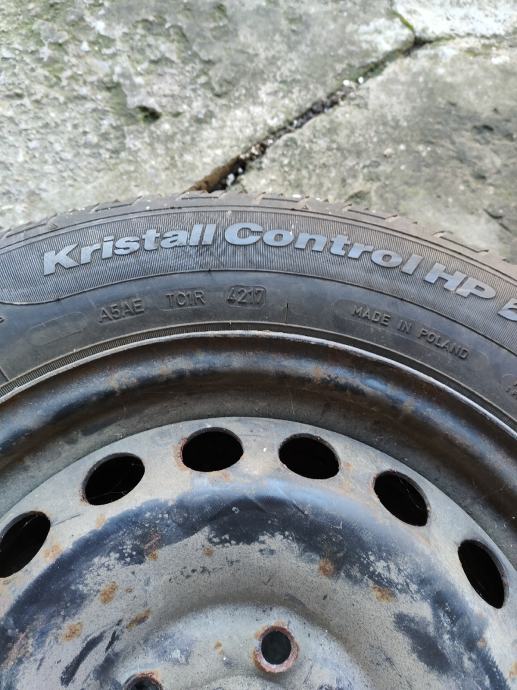 Kristall Control HP
A5AE TC1R 4217
MADE IN POLAND